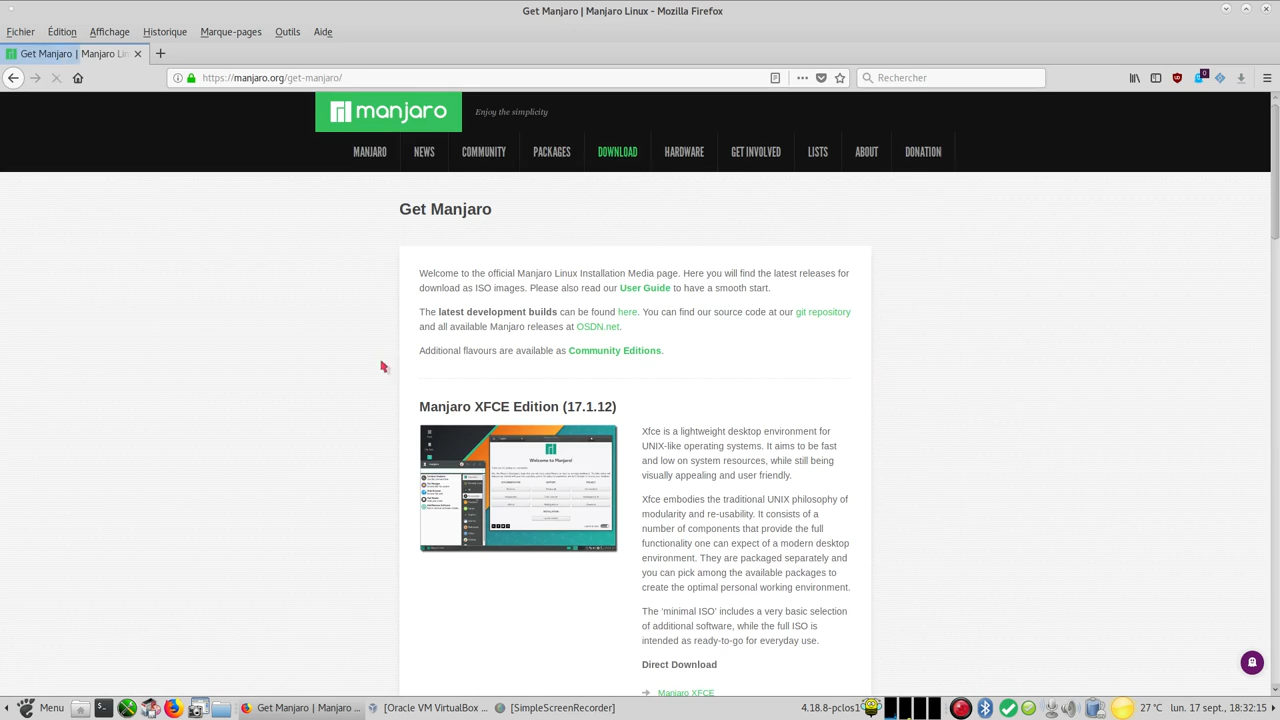 Get Manjaro | Manjaro Linux - Mozilla Firefox
Fichier Édition Affichage Historique Marque-pages Outils Aide
Get Manjaro | Manjaro Lin
https://manjaro.org/get-manjaro/
Rechercher
0
manjaro
Enjoy the simplicity
MANJARO NEWS COMMUNITY PACKAGES DOWNLOAD HARDWARE GET INVOLVED LISTS ABOUT DONATION
Get Manjaro
Welcome to the official Manjaro Linux Installation Media page. Here you will find the latest releases for
download as ISO images. Please also read our User Guide to have a smooth start.
The latest development builds can be found here. You can find our source code at our git repository
and all available Manjaro releases at OSDN.net.
Additional flavours are available as Community Editions.
Manjaro XFCE Edition (17.1.12)
Welcome to Manjaro!
Xfce is a lightweight desktop environment for
UNIX-like operating systems. It aims to be fast
and low on system resources, while still being
visually appealing and user friendly.
Xfce embodies the traditional UNIX philosophy of
modularity and re-usability. It consists of a
number of components that provide the full
functionality one can expect of a modern desktop
environment. They are packaged separately and
you can pick among the available packages to
create the optimal personal working environment.
The ‘minimal ISO’ includes a very basic selection
of additional software, while the full ISO is
intended as ready-to-go for everyday use.
Direct Download
Manjaro XFCE
Menu
Get Manjaro | Manjaro ...
[Oracle VM VirtualBox ...
[SimpleScreenRecorder]
4.18.8-pclos1
27 °C
lun. 17 sept., 18:32:15